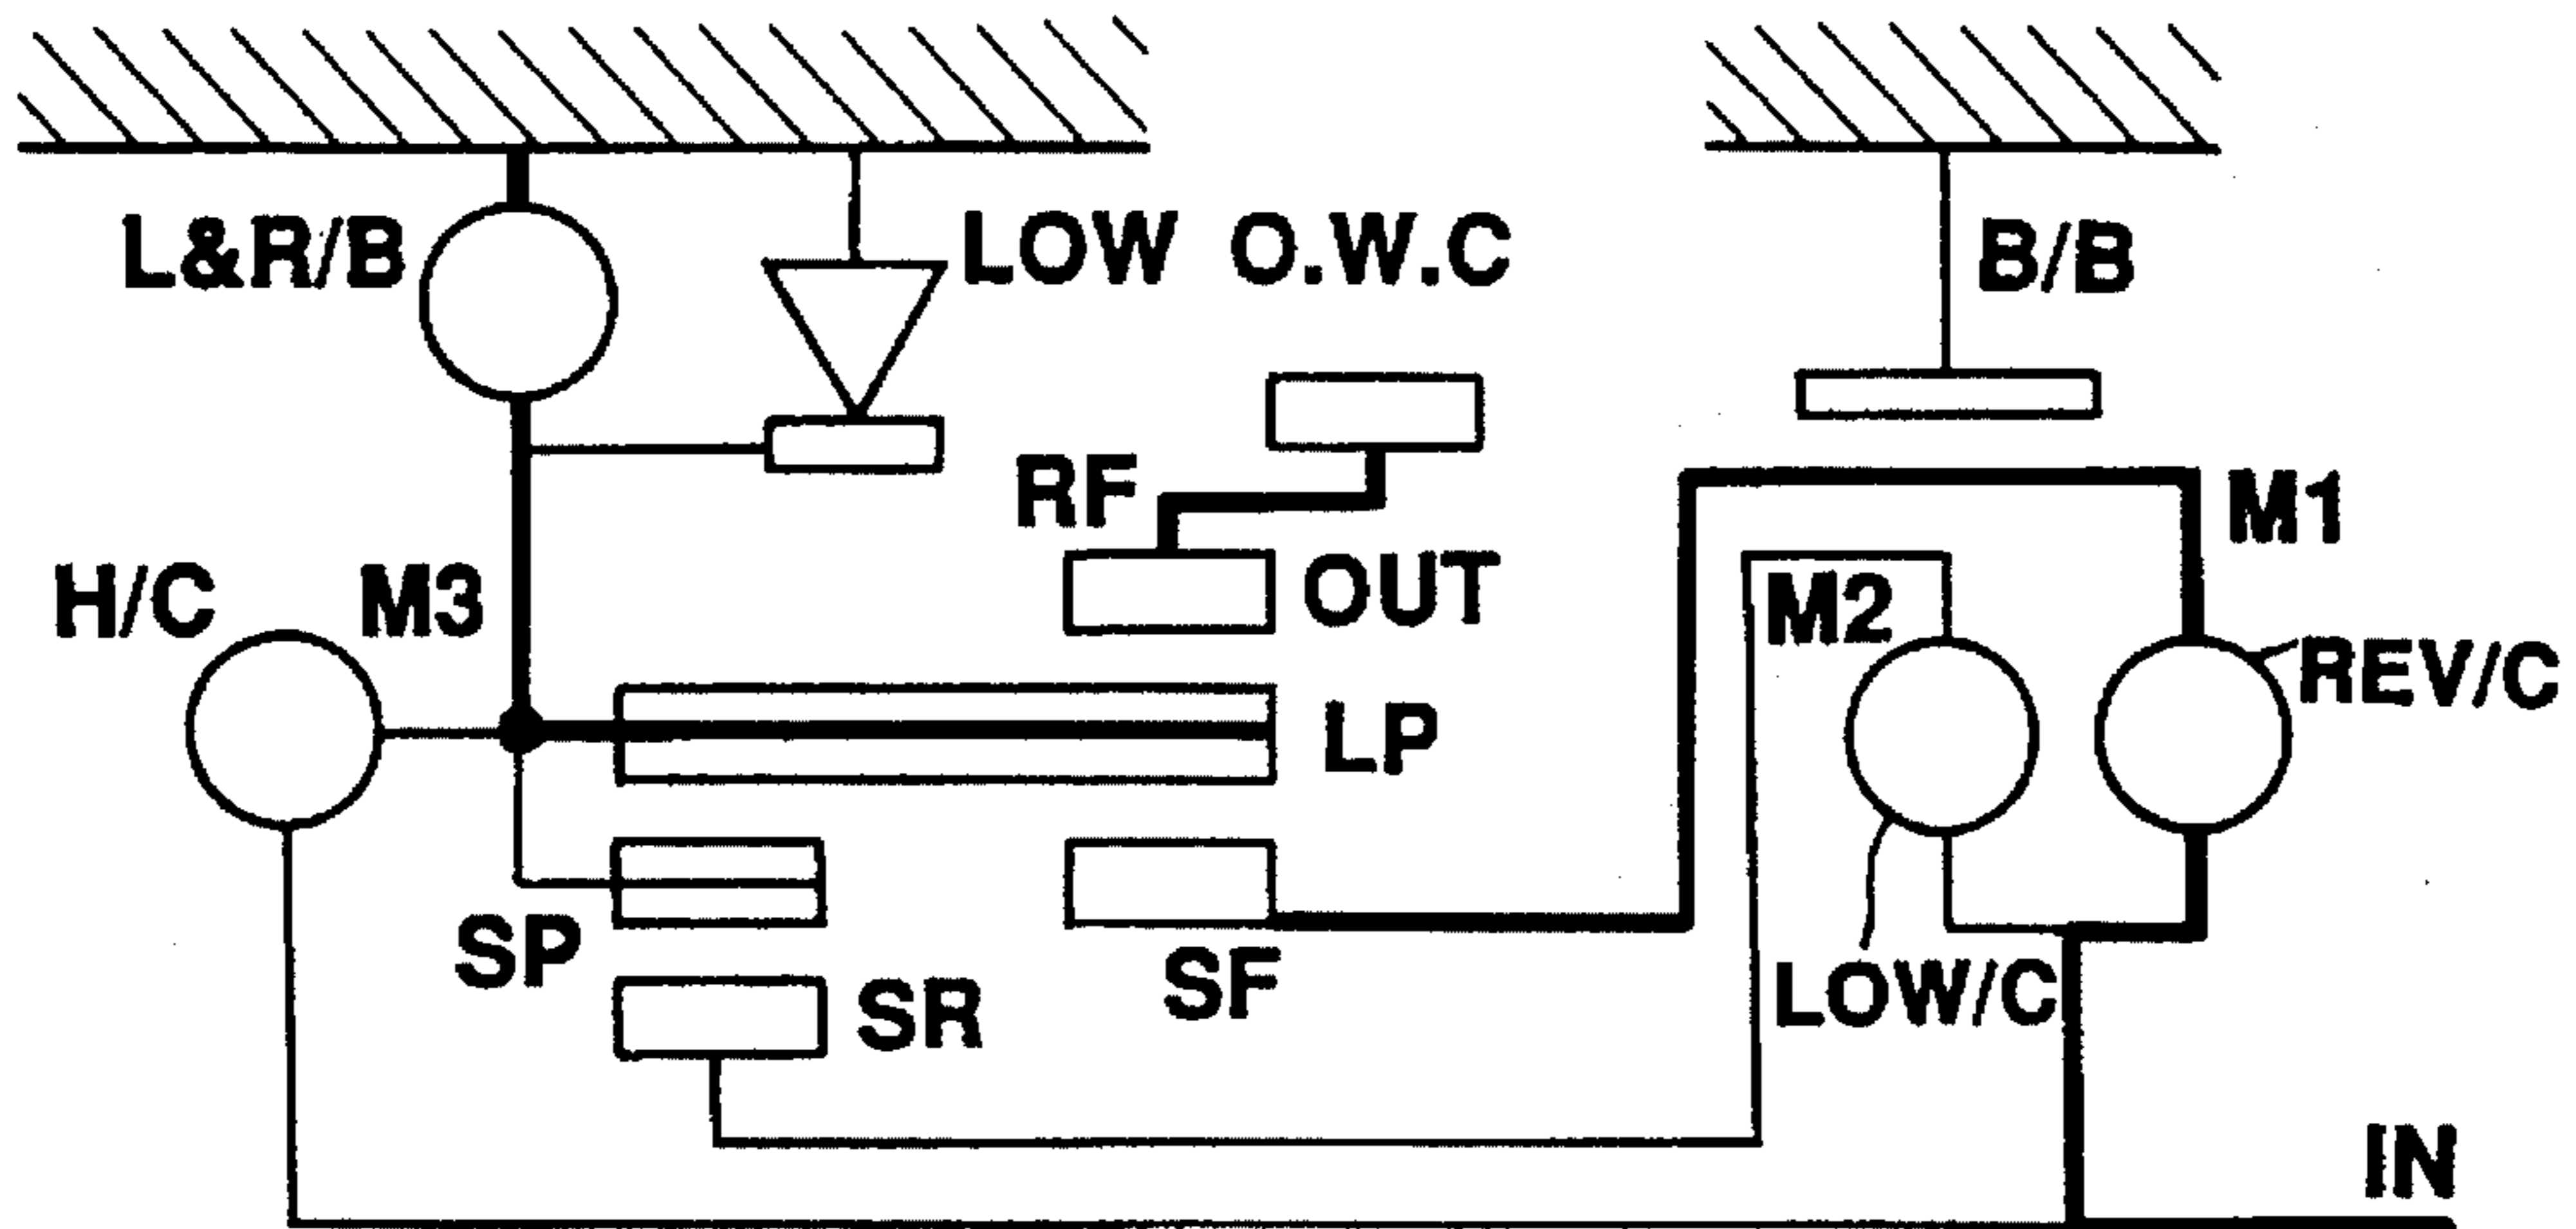 L&R/B
LOW O.W.C
B/B
RF
M1
H/C
M3
OUT
M2
REV/C
LP
SP
SR
SF
LOW/C
IN